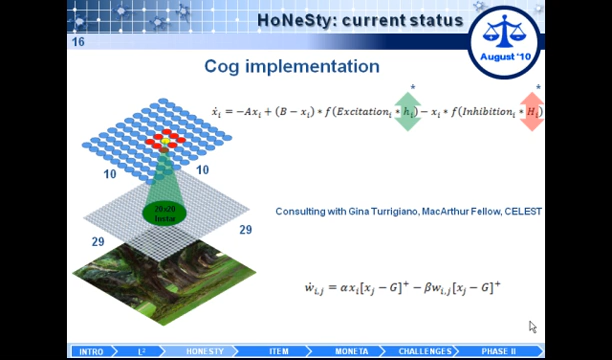 HoNeSty: current status
16
August '10
Cog implementation
* *
ẋᵢ = −Axᵢ + (B − xᵢ) * f(Excitationᵢ * hᵢ) − xᵢ * f(Inhibitionᵢ * Hᵢ)
10 10
20x20
Instar
29 29
Consulting with Gina Turrigiano, MacArthur Fellow, CELEST
ẇᵢ,ⱼ = αxᵢ[xⱼ − G]⁺ − βwᵢ,ⱼ[xⱼ − G]⁺
INTRO L² HONESTY ITEM MONETA CHALLENGES PHASE II